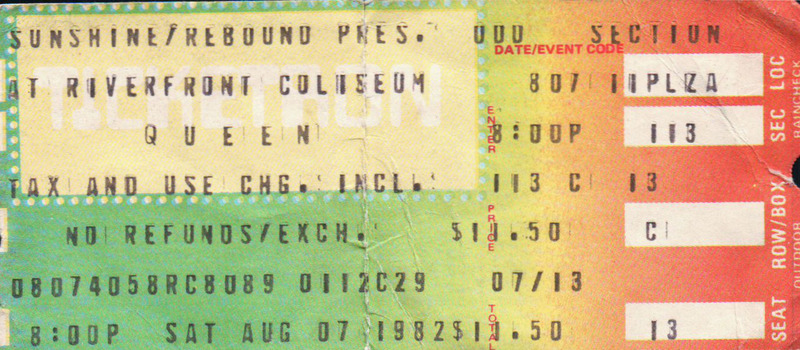 SUNSHINE/REBOUND PRES. 000 SECTION
DATE/EVENT CODE
TICKETRON
AT RIVERFRONT COLISEUM 807 PLZA
QUEEN ENTER 8:00P 113
TAX AND USE CHG. INCL. 113 C 13
NO REFUNDS/EXCH. PRICE $11.50 C
08074058RC8089 0112C29 07/13
8:00P SAT AUG 07 1982 TOTAL $11.50 13
SEAT ROW/BOX SEC LOC
OUTDOOR RAINCHECK